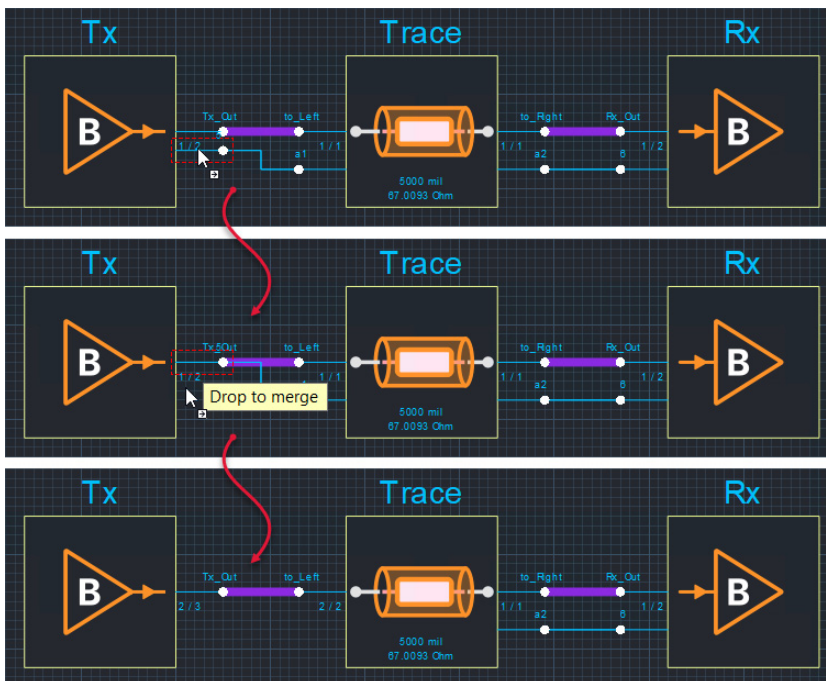 Tx Trace Rx
Tx_Out to_Left to_Right Rx_Out
B B
1 / 2 a1 1 / 1 1 / 1 a2 6 1 / 2
5000 mil
67.0093 Ohm
Tx Trace Rx
to_Left to_Right Rx_Out
B B
1 / 2 1 / 1 1 / 1 a2 6 1 / 2
Drop to merge
5000 mil
67.0093 Ohm
Tx Trace Rx
Tx_Out to_Left to_Right Rx_Out
B B
2 / 3 2 / 2 1 / 1 a2 6 1 / 2
5000 mil
67.0093 Ohm